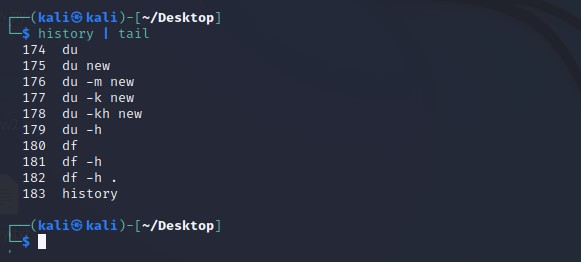 ┌──(kali㉿kali)-[~/Desktop]
└─$ history | tail
174 du
175 du new
176 du -m new
177 du -k new
178 du -kh new
179 du -h
180 df
181 df -h
182 df -h .
183 history
┌──(kali㉿kali)-[~/Desktop]
└─$